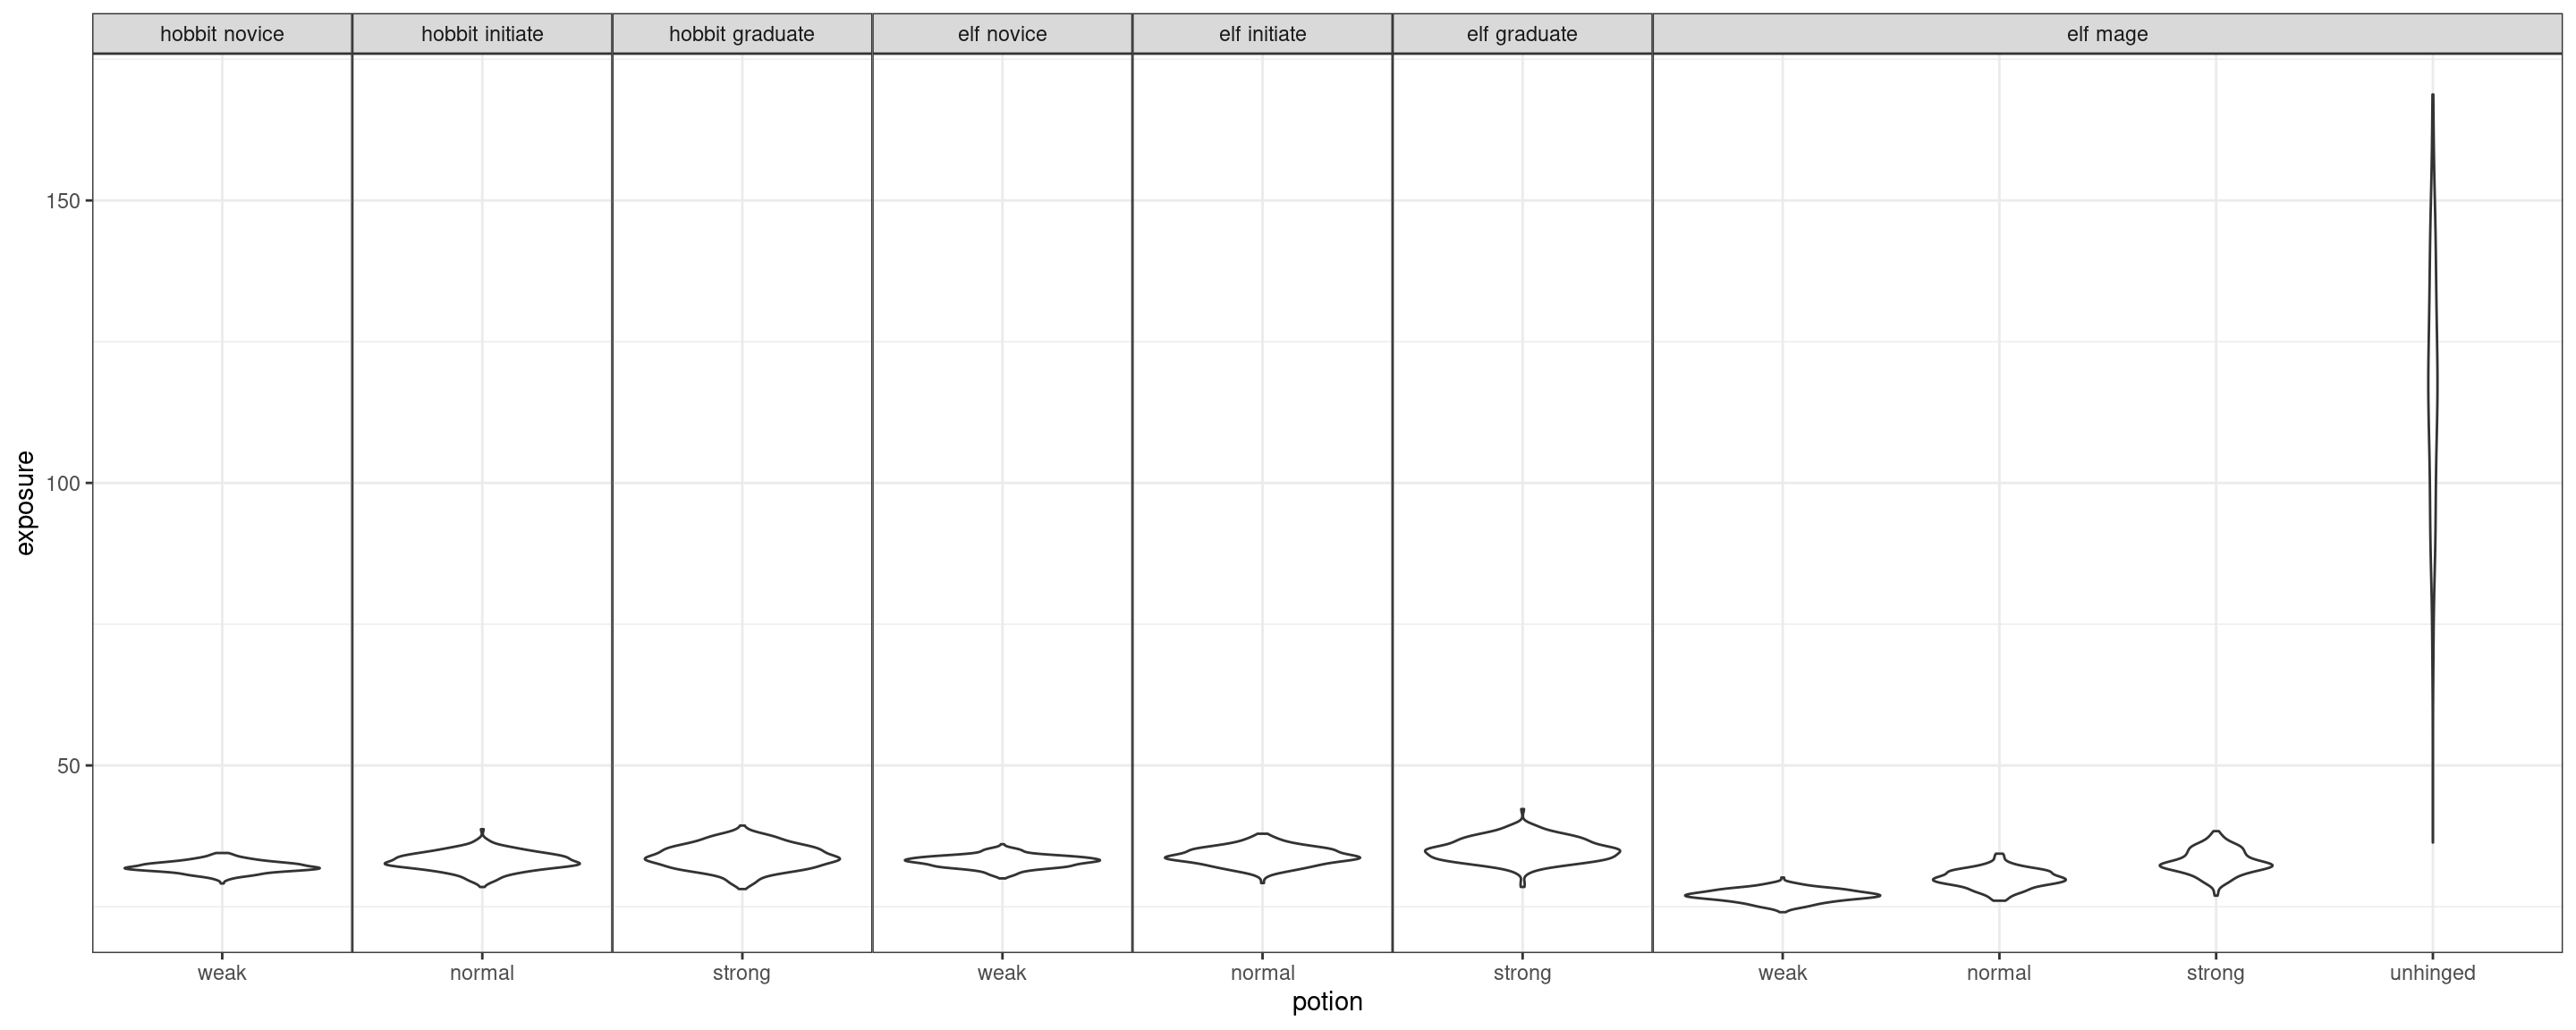 hobbit novice hobbit initiate hobbit graduate elf novice elf initiate elf graduate elf mage
150
100
50
exposure
weak normal strong weak normal strong weak normal strong unhinged
potion